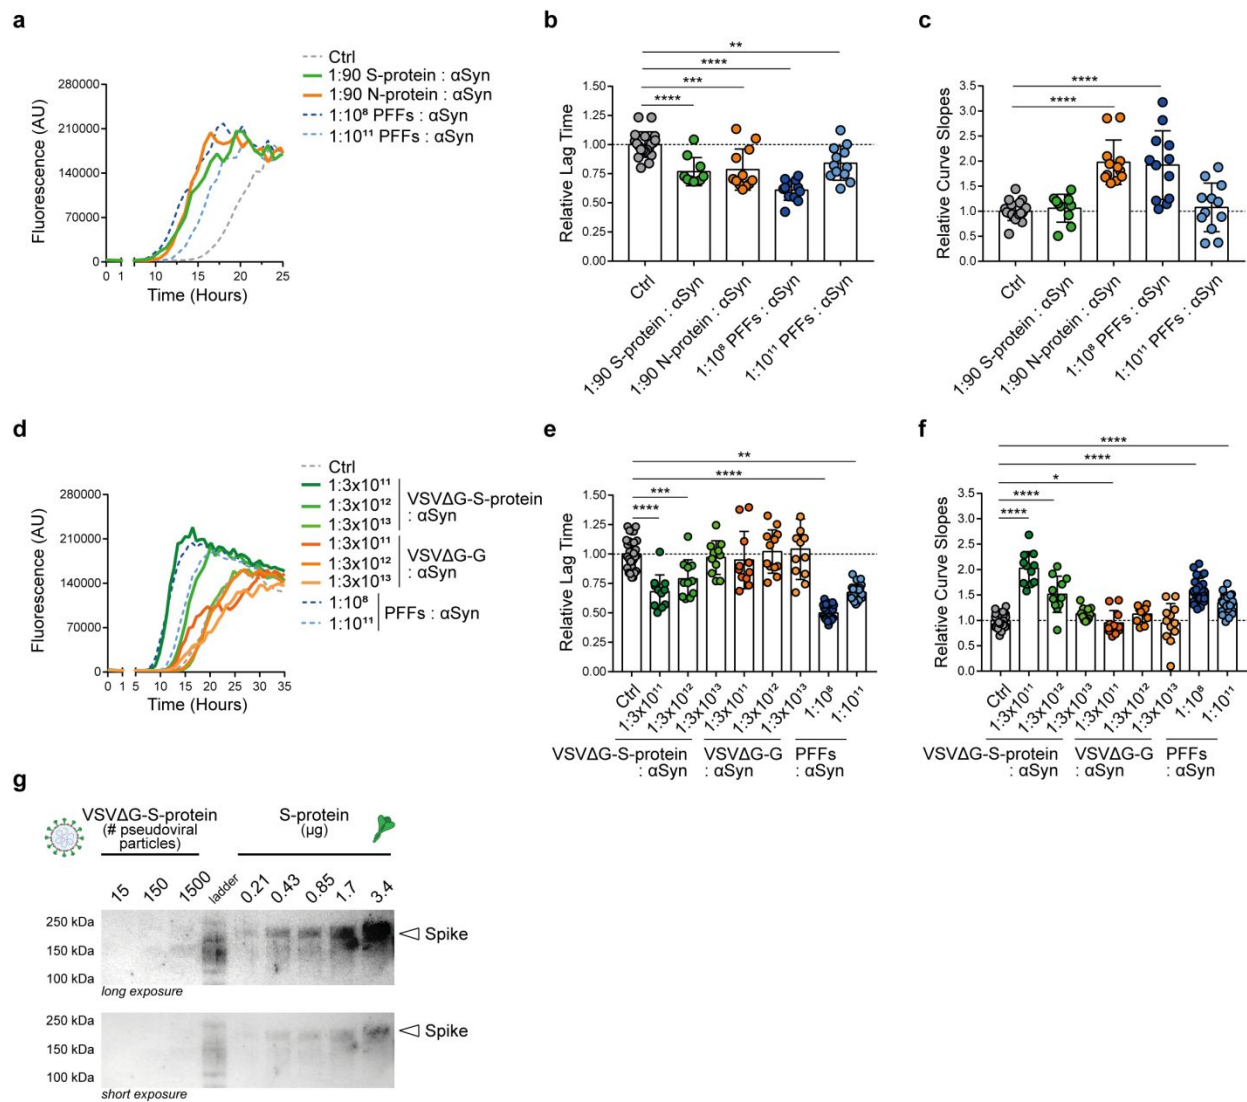 a
Fluorescence (AU)
280000
210000
140000
70000
0
0 1 10 15 20 25
Time (Hours)
Ctrl
1:90 S-protein : αSyn
1:90 N-protein : αSyn
1:10⁸ PFFs : αSyn
1:10¹¹ PFFs : αSyn
b
Relative Lag Time
1.50
1.25
1.00
0.75
0.50
0.25
0.00
**
****
***
****
Ctrl
1:90 S-protein : αSyn
1:90 N-protein : αSyn
1:10⁸ PFFs : αSyn
1:10¹¹ PFFs : αSyn
c
Relative Curve Slopes
3.5
3.0
2.5
2.0
1.5
1.0
0.5
0.0
****
****
Ctrl
1:90 S-protein : αSyn
1:90 N-protein : αSyn
1:10⁸ PFFs : αSyn
1:10¹¹ PFFs : αSyn
d
Fluorescence (AU)
280000
210000
140000
70000
0
0 1 5 10 15 20 25 30 35
Time (Hours)
Ctrl
1:3x10¹¹
1:3x10¹²
1:3x10¹³
VSVΔG-S-protein
: αSyn
1:3x10¹¹
1:3x10¹²
1:3x10¹³
VSVΔG-G
: αSyn
1:10⁸
1:10¹¹
PFFs : αSyn
e
Relative Lag Time
1.50
1.25
1.00
0.75
0.50
0.25
0.00
**
****
***
****
Ctrl
1:3x10¹¹
1:3x10¹²
1:3x10¹³
1:3x10¹¹
1:3x10¹²
1:3x10¹³
1:10⁸
1:10¹¹
VSVΔG-S-protein
: αSyn
VSVΔG-G
: αSyn
PFFs
: αSyn
f
Relative Curve Slopes
3.5
3.0
2.5
2.0
1.5
1.0
0.5
0.0
****
****
*
****
****
Ctrl
1:3x10¹¹
1:3x10¹²
1:3x10¹³
1:3x10¹¹
1:3x10¹²
1:3x10¹³
1:10⁸
1:10¹¹
VSVΔG-S-protein
: αSyn
VSVΔG-G
: αSyn
PFFs
: αSyn
g
VSVΔG-S-protein
(# pseudoviral
particles)
S-protein
(µg)
15 150 1500 ladder 0.21 0.43 0.85 1.7 3.4
250 kDa
150 kDa
100 kDa
Spike
long exposure
250 kDa
150 kDa
100 kDa
Spike
short exposure